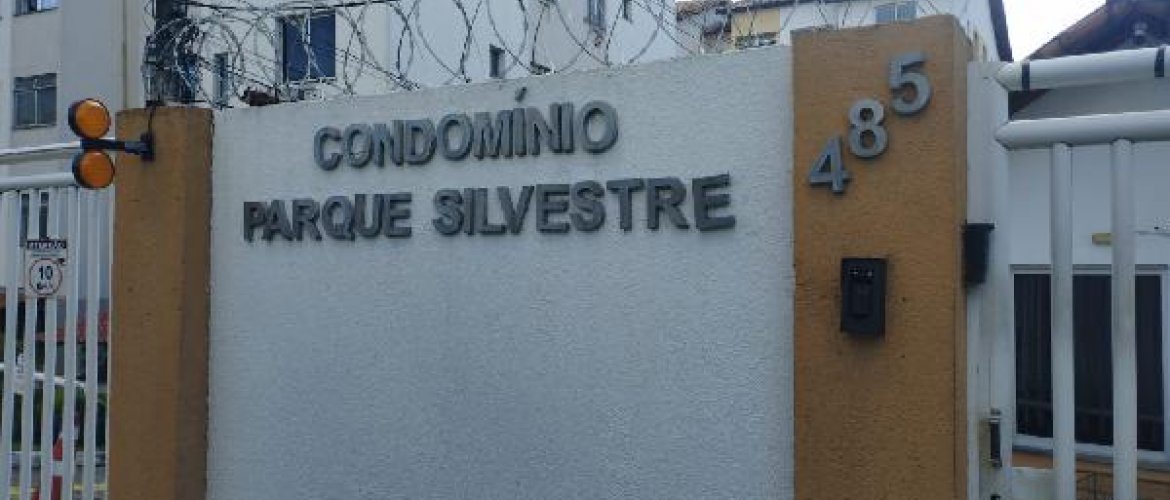 CONDOMÍNIO
PARQUE SILVESTRE
485
10